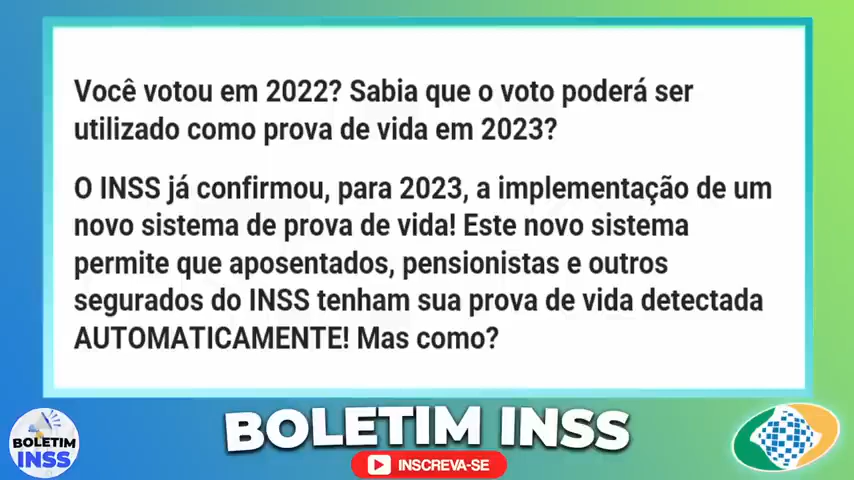 Você votou em 2022? Sabia que o voto poderá ser
utilizado como prova de vida em 2023?
O INSS já confirmou, para 2023, a implementação de um
novo sistema de prova de vida! Este novo sistema
permite que aposentados, pensionistas e outros
segurados do INSS tenham sua prova de vida detectada
AUTOMATICAMENTE! Mas como?
BOLETIM INSS
INSCREVA-SE
BOLETIM
INSS